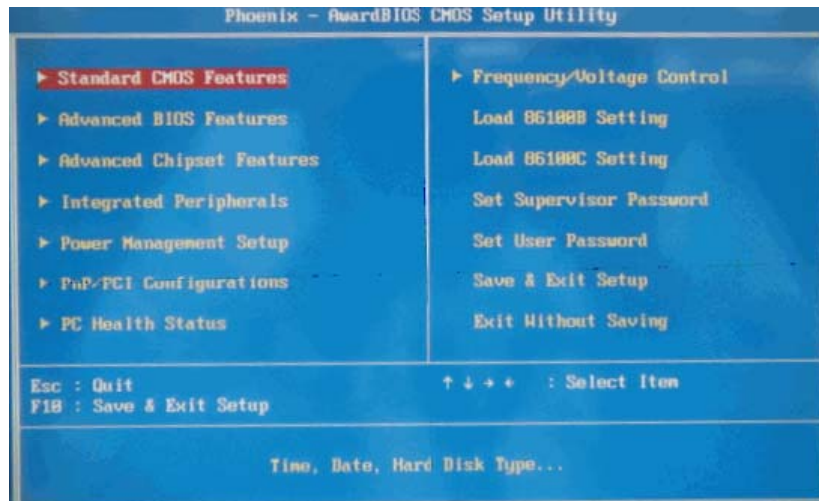 Phoenix - AwardBIOS CMOS Setup Utility
▶ Standard CMOS Features
▶ Advanced BIOS Features
▶ Advanced Chipset Features
▶ Integrated Peripherals
▶ Power Management Setup
▶ PnP/PCI Configurations
▶ PC Health Status
▶ Frequency/Voltage Control
Load 86100B Setting
Load 86100C Setting
Set Supervisor Password
Set User Password
Save & Exit Setup
Exit Without Saving
Esc : Quit
F10 : Save & Exit Setup
↑ ↓ → ← : Select Item
Time, Date, Hard Disk Type...